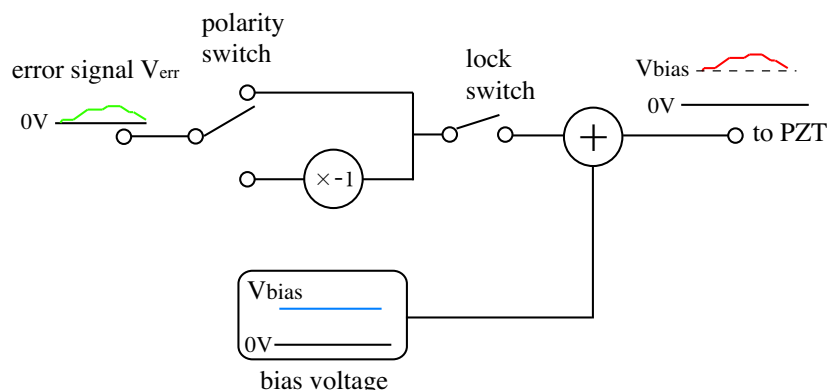 polarity
switch
error signal Verr
0V
lock
switch
Vbias
0V
+
to PZT
×-1
Vbias
0V
bias voltage